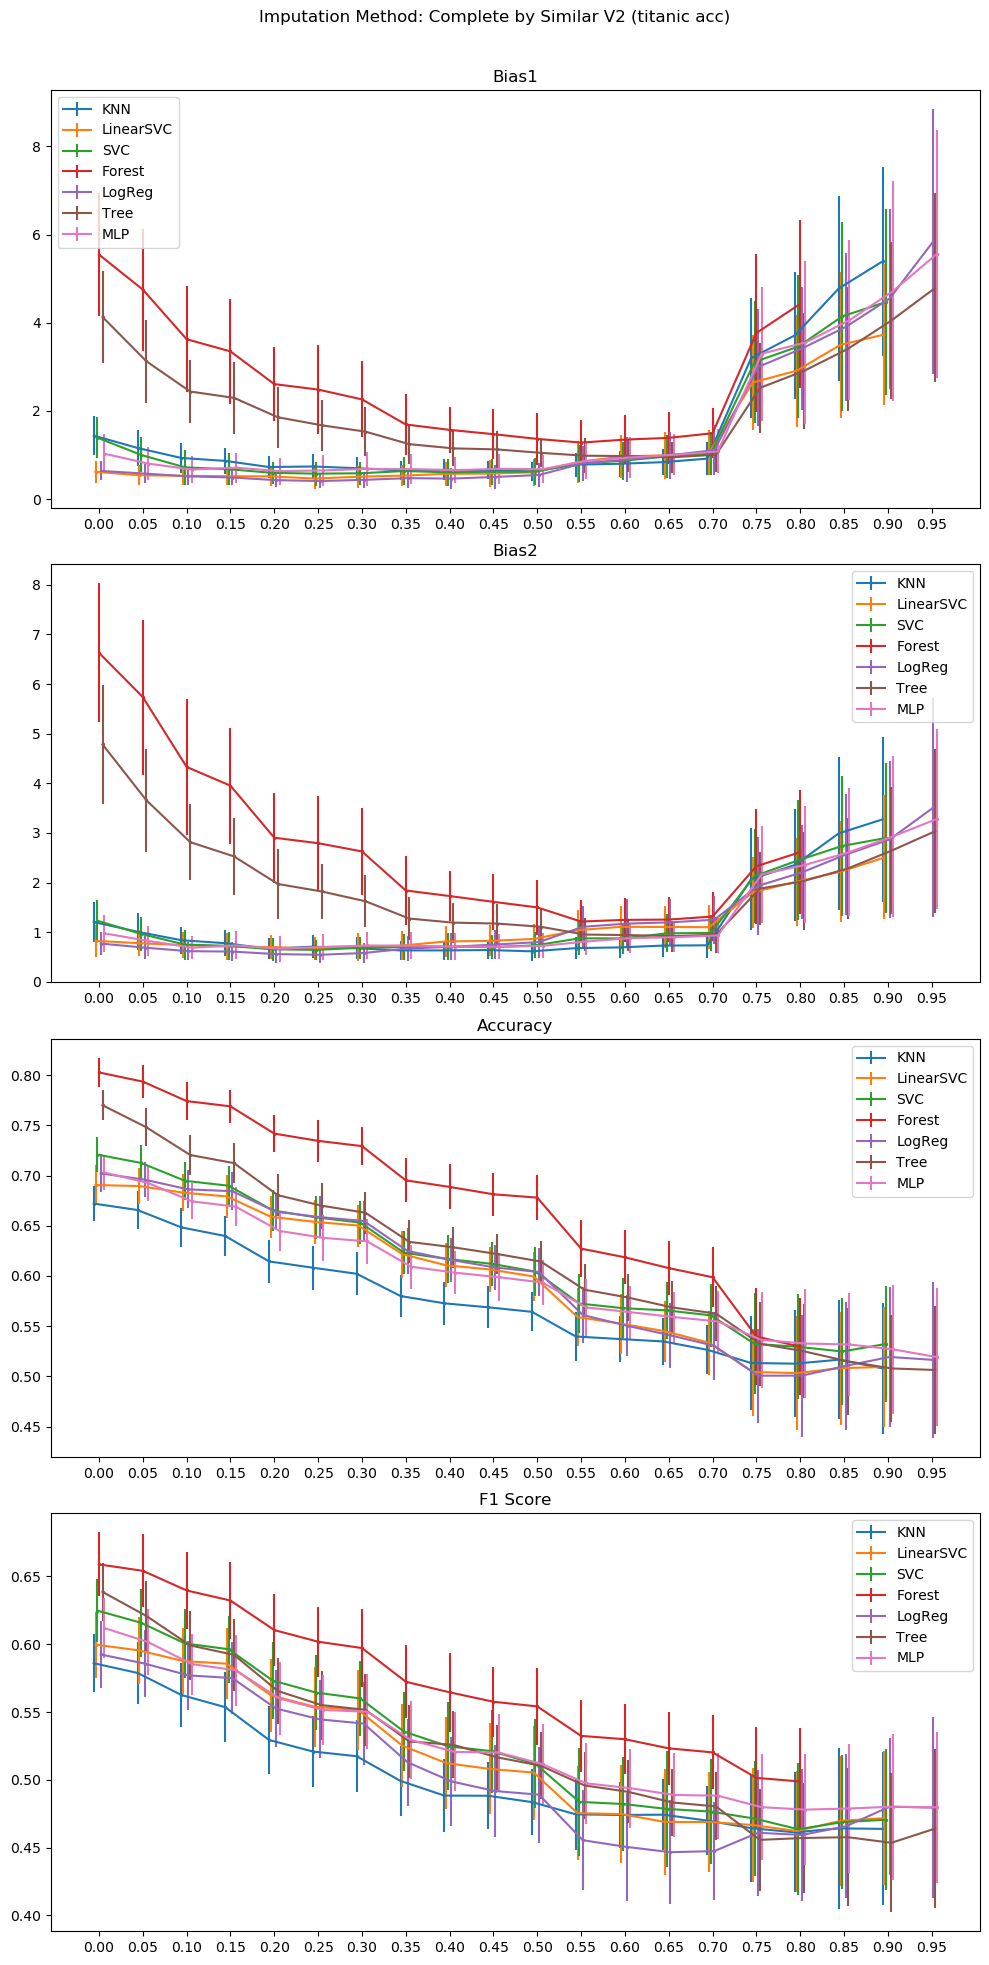 Imputation Method: Complete by Similar V2 (titanic acc)
Bias1
KNN
LinearSVC
SVC
Forest
LogReg
Tree
MLP
8
6
4
2
0
0.00 0.05 0.10 0.15 0.20 0.25 0.30 0.35 0.40 0.45 0.50 0.55 0.60 0.65 0.70 0.75 0.80 0.85 0.90 0.95
Bias2
KNN
LinearSVC
SVC
Forest
LogReg
Tree
MLP
8
7
6
5
4
3
2
1
0
0.00 0.05 0.10 0.15 0.20 0.25 0.30 0.35 0.40 0.45 0.50 0.55 0.60 0.65 0.70 0.75 0.80 0.85 0.90 0.95
Accuracy
KNN
LinearSVC
SVC
Forest
LogReg
Tree
MLP
0.80
0.75
0.70
0.65
0.60
0.55
0.50
0.45
0.00 0.05 0.10 0.15 0.20 0.25 0.30 0.35 0.40 0.45 0.50 0.55 0.60 0.65 0.70 0.75 0.80 0.85 0.90 0.95
F1 Score
KNN
LinearSVC
SVC
Forest
LogReg
Tree
MLP
0.65
0.60
0.55
0.50
0.45
0.40
0.00 0.05 0.10 0.15 0.20 0.25 0.30 0.35 0.40 0.45 0.50 0.55 0.60 0.65 0.70 0.75 0.80 0.85 0.90 0.95